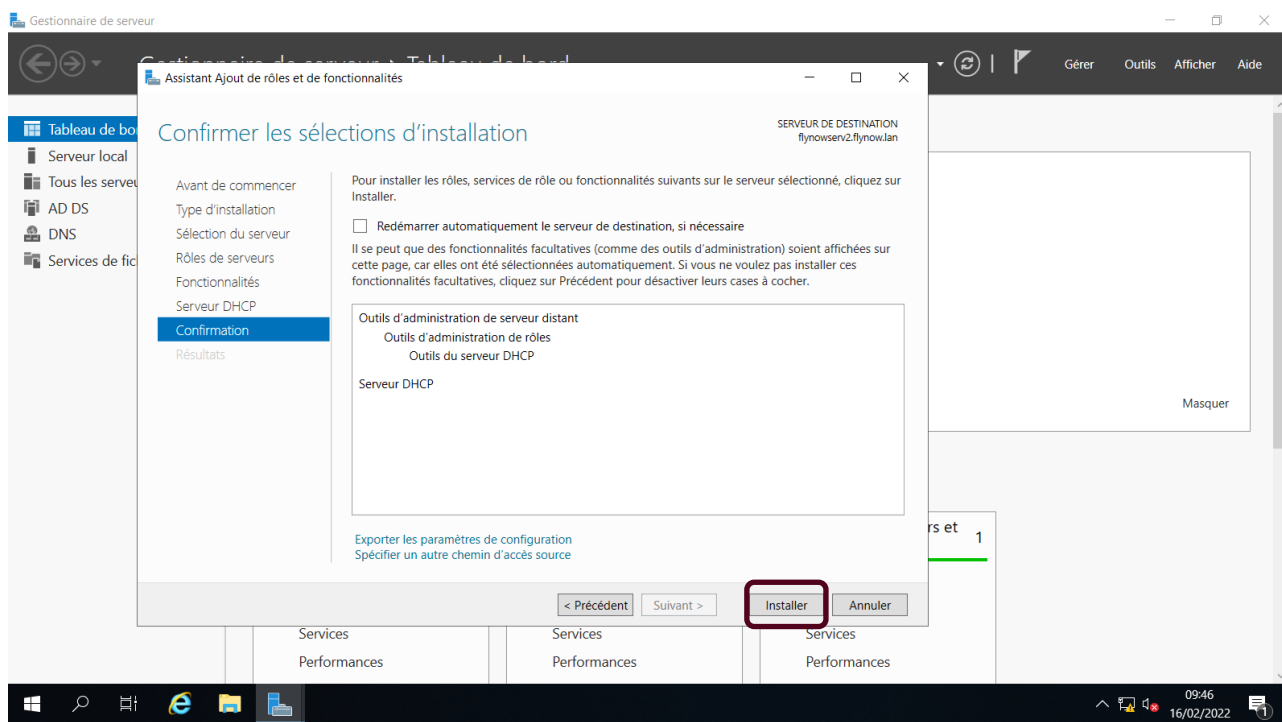 Gestionnaire de serveur
Gestionnaire de serveur › Tableau de bord
Gérer Outils Afficher Aide
Assistant Ajout de rôles et de fonctionnalités
Confirmer les sélections d'installation
SERVEUR DE DESTINATION
flynowserv2.flynow.lan
Tableau de bo
Serveur local
Tous les serveu
AD DS
DNS
Services de fic
Avant de commencer
Type d'installation
Sélection du serveur
Rôles de serveurs
Fonctionnalités
Serveur DHCP
Confirmation
Résultats
Pour installer les rôles, services de rôle ou fonctionnalités suivants sur le serveur sélectionné, cliquez sur
Installer.
Redémarrer automatiquement le serveur de destination, si nécessaire
Il se peut que des fonctionnalités facultatives (comme des outils d'administration) soient affichées sur
cette page, car elles ont été sélectionnées automatiquement. Si vous ne voulez pas installer ces
fonctionnalités facultatives, cliquez sur Précédent pour désactiver leurs cases à cocher.
Outils d'administration de serveur distant
Outils d'administration de rôles
Outils du serveur DHCP
Serveur DHCP
Exporter les paramètres de configuration
Spécifier un autre chemin d'accès source
< Précédent Suivant > Installer Annuler
Masquer
rs et
1
Services Services Services
Performances Performances Performances
09:46
16/02/2022
1